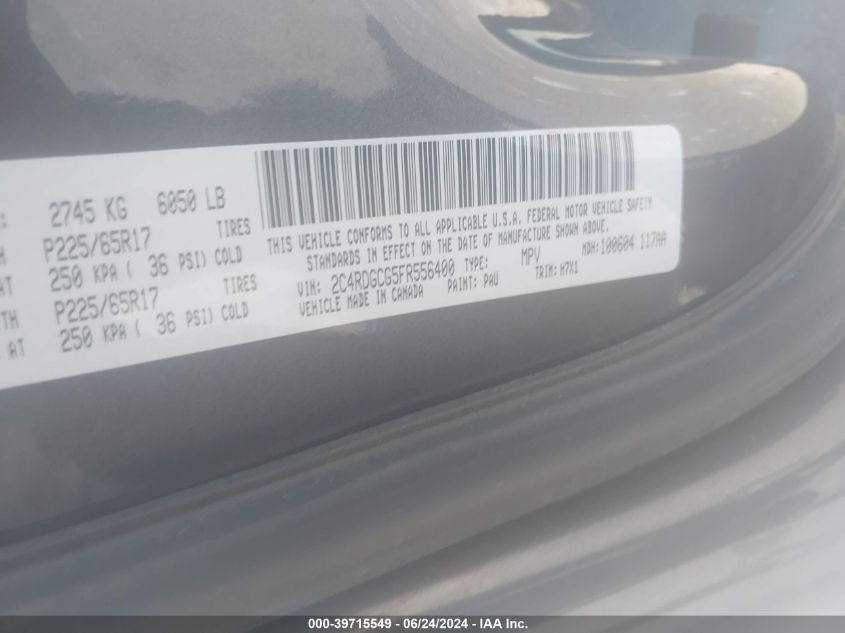 : 2745 KG 6050 LB
H P225/65R17 TIRES
AT 250 KPA ( 36 PSI) COLD
TH P225/65R17 TIRES
AT 250 KPA ( 36 PSI) COLD
THIS VEHICLE CONFORMS TO ALL APPLICABLE U.S.A. FEDERAL MOTOR VEHICLE SAFETY
STANDARDS IN EFFECT ON THE DATE OF MANUFACTURE SHOWN ABOVE.
VIN: 2C4RDGCG5FR556400 TYPE: MPV MDH:100604 117AA
VEHICLE MADE IN CANADA PAINT: PAU TRIM: H7X1
000-39715549 - 06/24/2024 - IAA Inc.